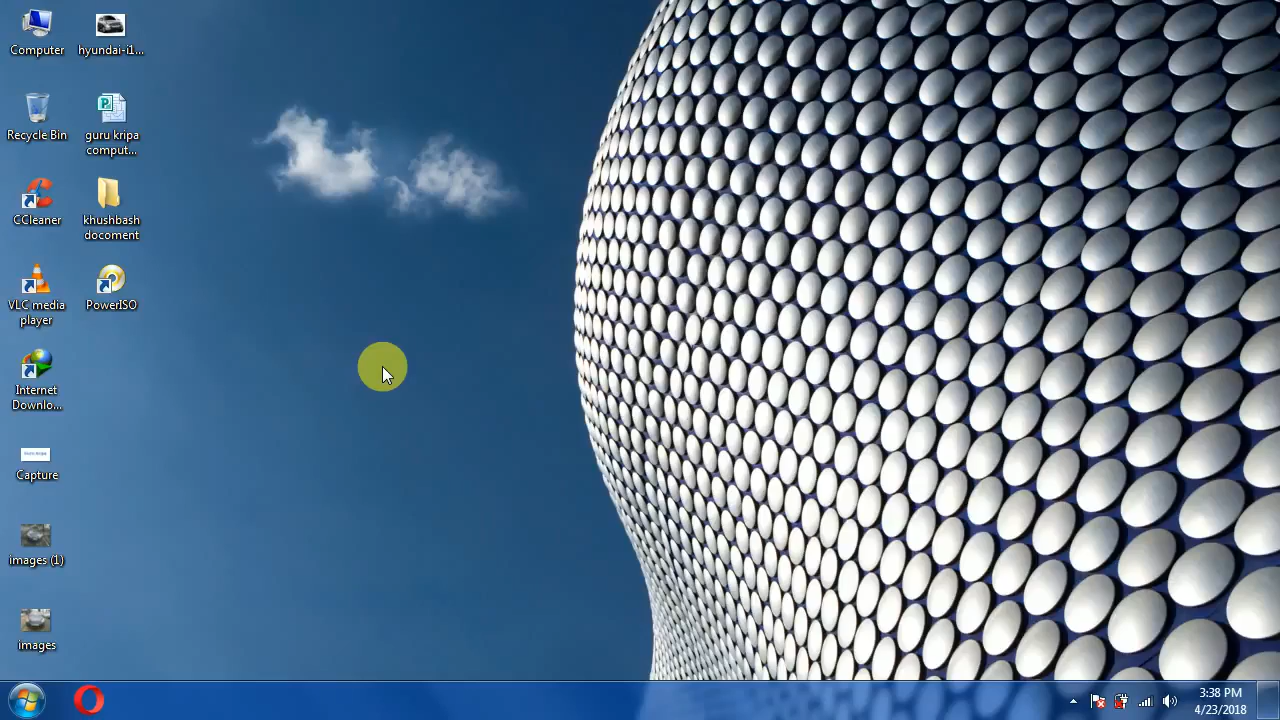 Computer
hyundai-i1...
Recycle Bin
guru kripa
comput...
CCleaner
khushbash
docoment
VLC media
player
PowerISO
Internet
Downlo...
Capture
images (1)
images
3:38 PM
4/23/2018